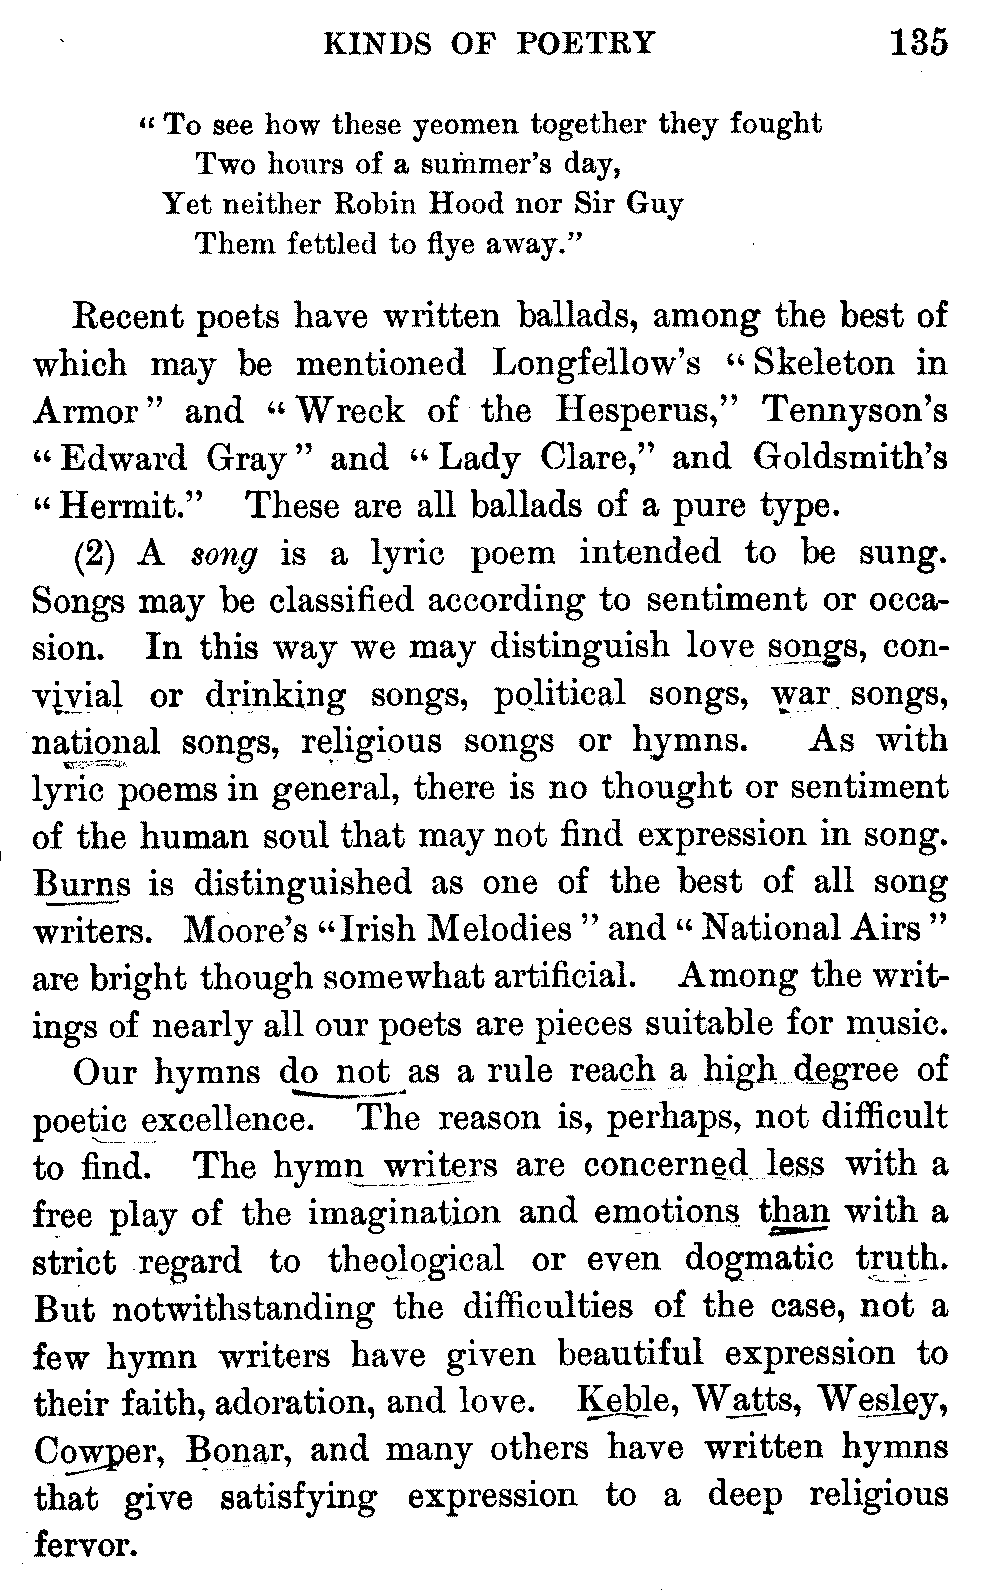 KINDS OF POETRY 135
“ To see how these yeomen together they fought
Two hours of a summer’s day,
Yet neither Robin Hood nor Sir Guy
Them fettled to flye away.”
Recent poets have written ballads, among the best of
which may be mentioned Longfellow’s “ Skeleton in
Armor ” and “ Wreck of the Hesperus,” Tennyson’s
“ Edward Gray ” and “ Lady Clare,” and Goldsmith’s
“ Hermit.” These are all ballads of a pure type.
(2) A song is a lyric poem intended to be sung.
Songs may be classified according to sentiment or occa-
sion. In this way we may distinguish love songs, con-
vivial or drinking songs, political songs, war songs,
national songs, religious songs or hymns. As with
lyric poems in general, there is no thought or sentiment
of the human soul that may not find expression in song.
Burns is distinguished as one of the best of all song
writers. Moore’s “Irish Melodies ” and “ National Airs ”
are bright though somewhat artificial. Among the writ-
ings of nearly all our poets are pieces suitable for music.
Our hymns do not as a rule reach a high degree of
poetic excellence. The reason is, perhaps, not difficult
to find. The hymn writers are concerned less with a
free play of the imagination and emotions than with a
strict regard to theological or even dogmatic truth.
But notwithstanding the difficulties of the case, not a
few hymn writers have given beautiful expression to
their faith, adoration, and love. Keble, Watts, Wesley,
Cowper, Bonar, and many others have written hymns
that give satisfying expression to a deep religious
fervor.